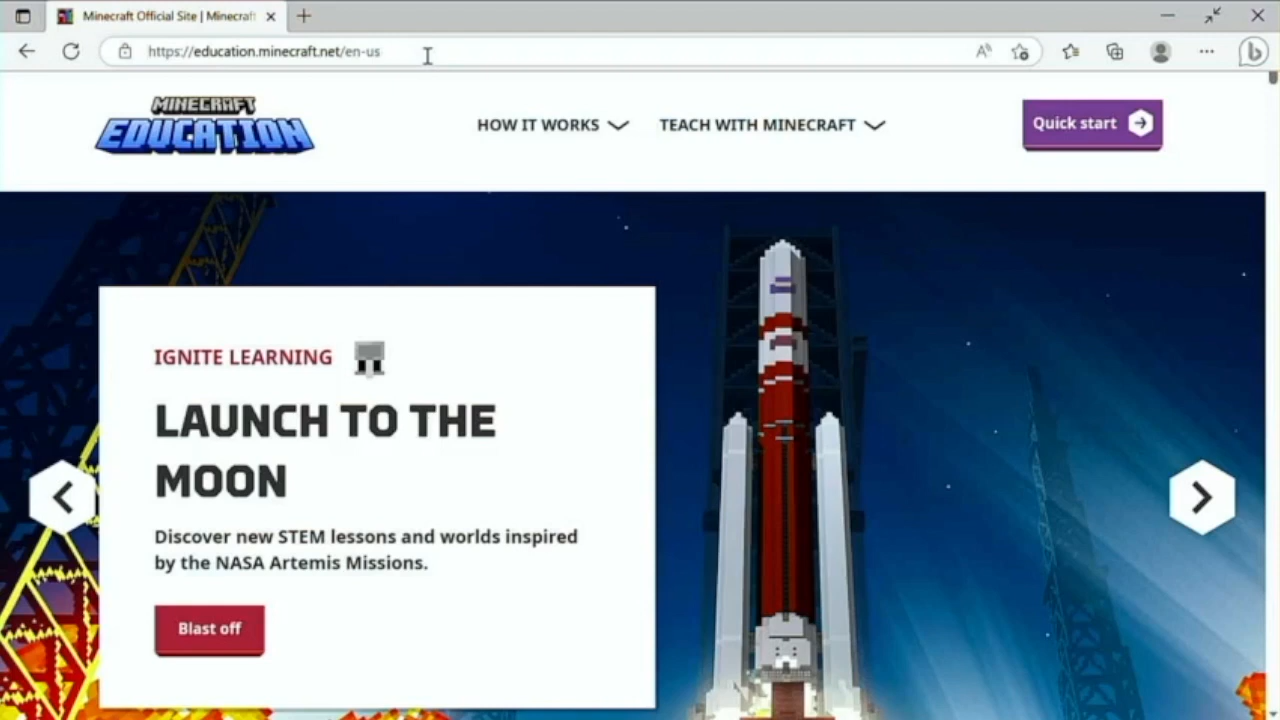 Minecraft Official Site | Minecraf
https://education.minecraft.net/en-us
MINECRAFT
EDUCATION
HOW IT WORKS
TEACH WITH MINECRAFT
Quick start
IGNITE LEARNING
LAUNCH TO THE
MOON
Discover new STEM lessons and worlds inspired
by the NASA Artemis Missions.
Blast off